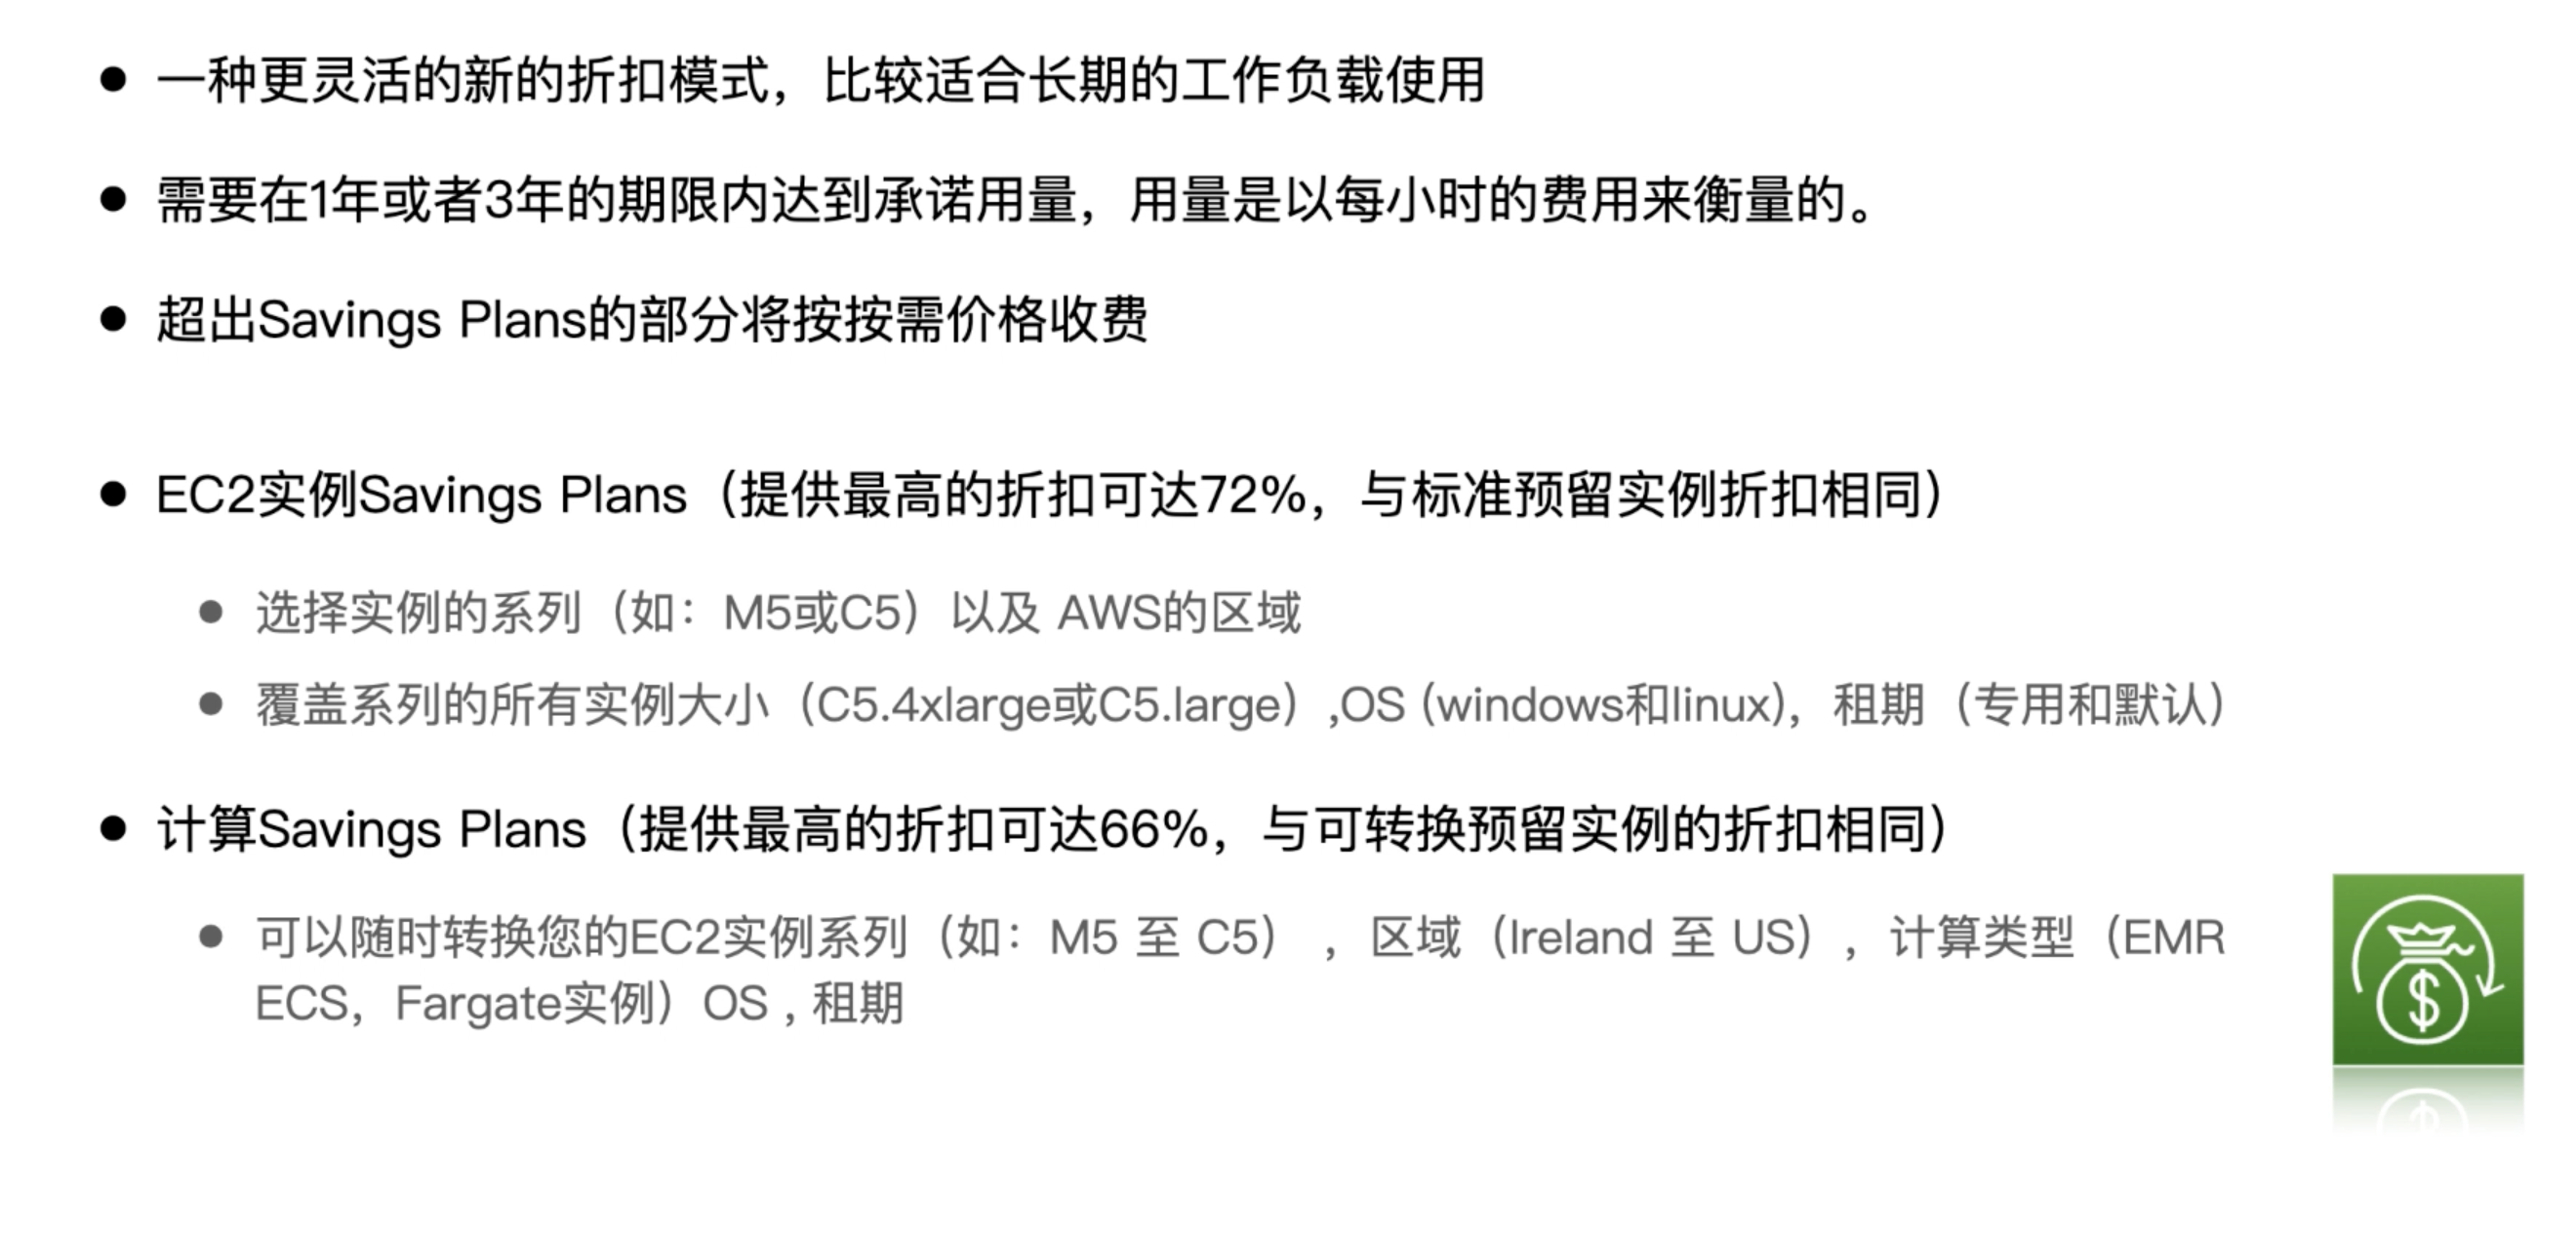 ● 一种更灵活的新的折扣模式，比较适合长期的工作负载使用
● 需要在1年或者3年的期限内达到承诺用量，用量是以每小时的费用来衡量的。
● 超出Savings Plans的部分将按按需价格收费
● EC2实例Savings Plans（提供最高的折扣可达72%，与标准预留实例折扣相同）
● 选择实例的系列（如：M5或C5）以及 AWS的区域
● 覆盖系列的所有实例大小（C5.4xlarge或C5.large）,OS (windows和linux)，租期（专用和默认）
● 计算Savings Plans（提供最高的折扣可达66%，与可转换预留实例的折扣相同）
● 可以随时转换您的EC2实例系列（如：M5 至 C5） ，区域（Ireland 至 US）, 计算类型（EMR
ECS，Fargate实例）OS , 租期
$